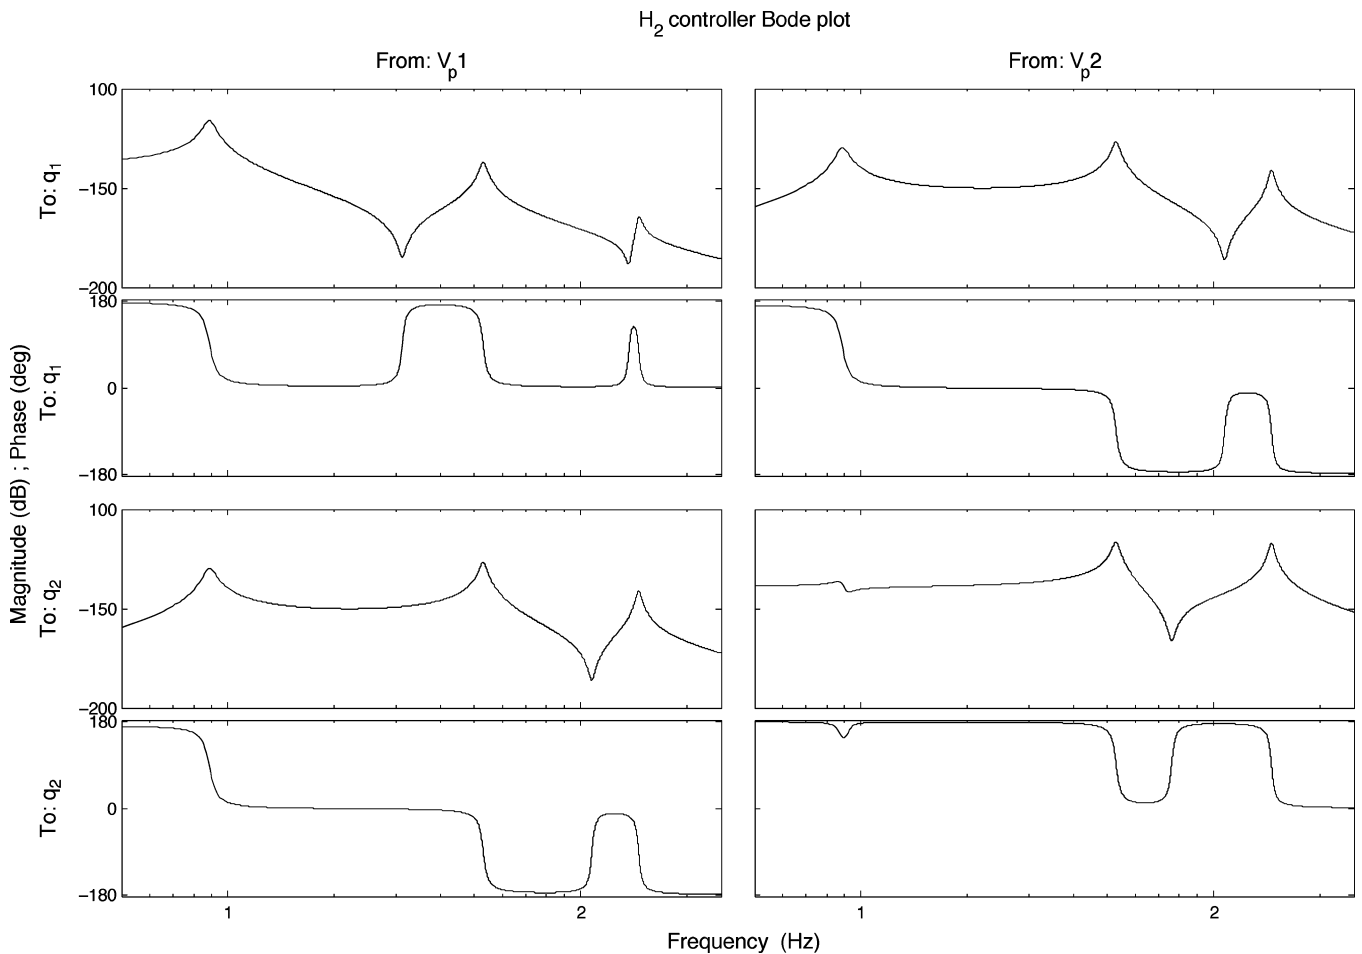 H2 controller Bode plot
From: Vp1
From: Vp2
100
−150
−200
To: q1
180
0
−180
To: q1
100
−150
−200
To: q2
180
0
−180
To: q2
Magnitude (dB) ; Phase (deg)
1
2
1
2
Frequency (Hz)